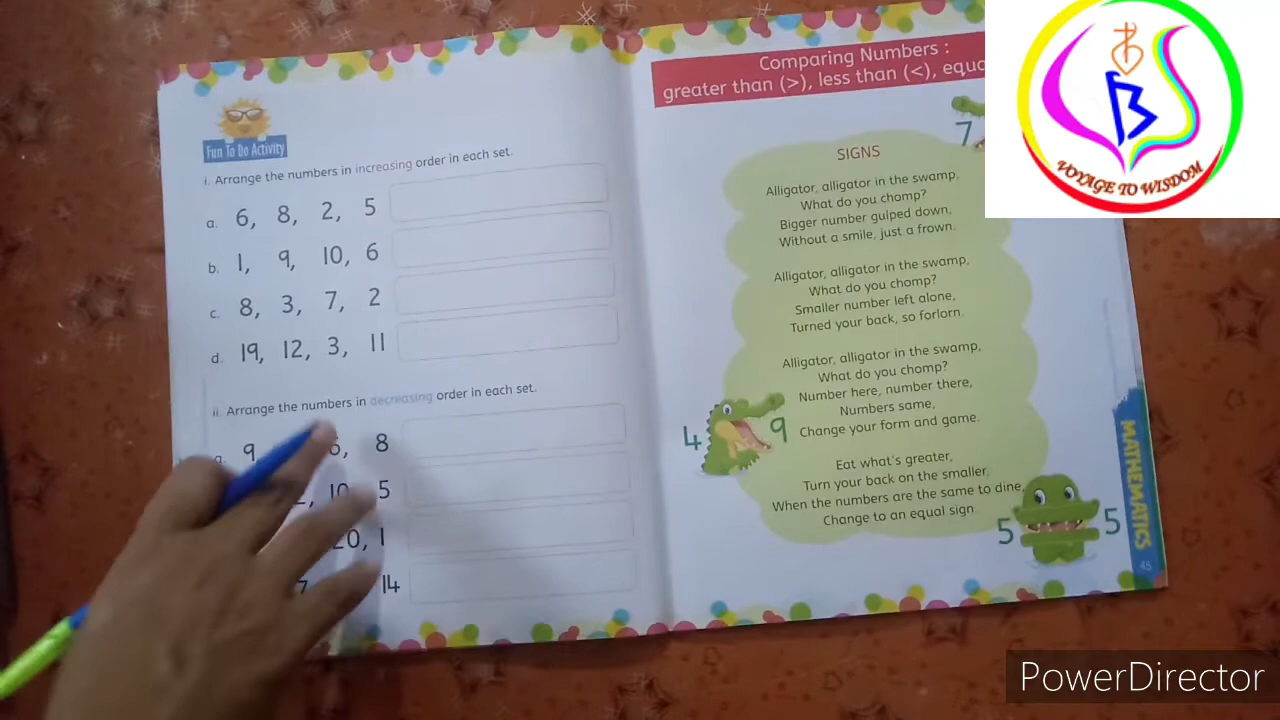 Fun To Do Activity
i. Arrange the numbers in increasing order in each set.
a. 6, 8, 2, 5
b. 1, 9, 10, 6
c. 8, 3, 7, 2
d. 19, 12, 3, 11
ii. Arrange the numbers in decreasing order in each set.
a. 9 6, 8
10 5
20, 1
7 14
Comparing Numbers :
greater than (>), less than (<),
7
SIGNS
Alligator, alligator in the swamp,
What do you chomp?
Bigger number gulped down,
Without a smile, just a frown.
Alligator, alligator in the swamp,
What do you chomp?
Smaller number left alone,
Turned your back, so forlorn.
Alligator, alligator in the swamp,
What do you chomp?
Number here, number there,
Numbers same,
Change your form and game.
4 9
Eat what's greater,
Turn your back on the smaller,
When the numbers are the same to dine,
Change to an equal sign.
5 5
MATHEMATICS
VOYAGE TO WISDOM
PowerDirector